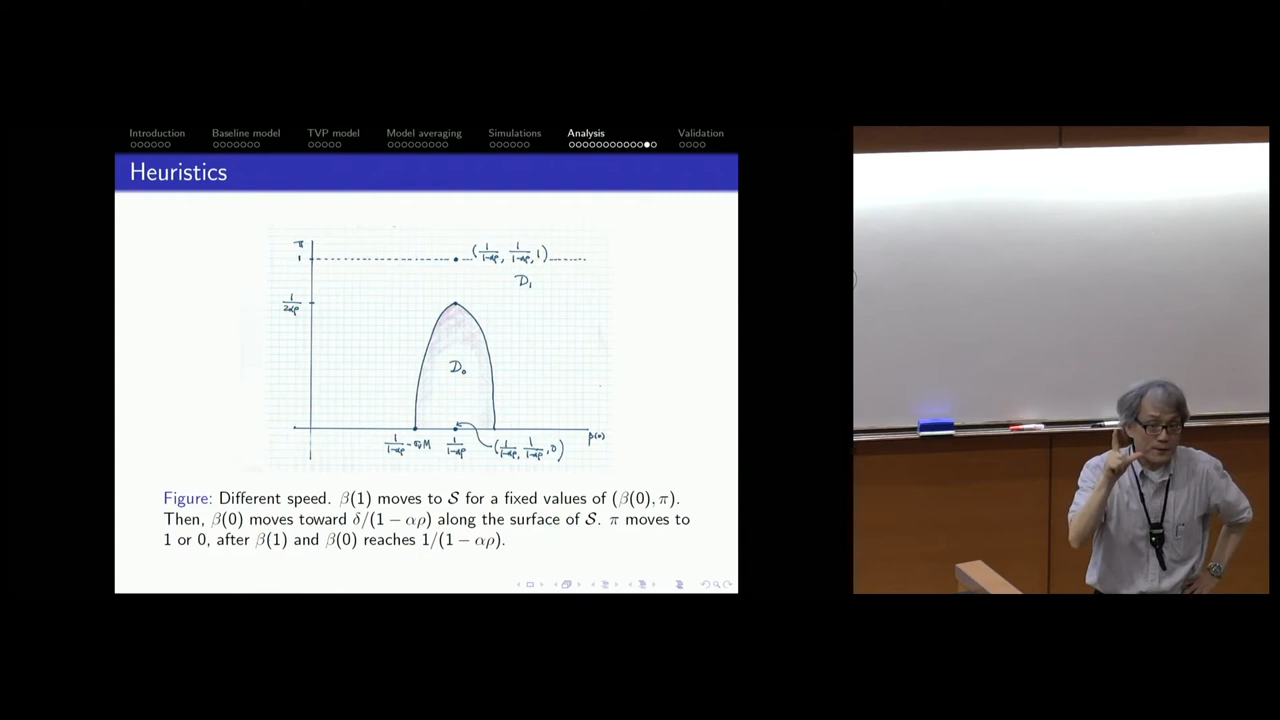 Introduction Baseline model TVP model Model averaging Simulations Analysis Validation
Heuristics
π
1
(1/(1-αρ), 1/(1-αρ), 1)
D₁
1/(2αρ)
D₀
1/(1-αρ)
(1/(1-αρ), 1/(1-αρ), 0)
β(0)
Figure: Different speed. β(1) moves to S for a fixed values of (β(0), π).
Then, β(0) moves toward δ/(1 − αρ) along the surface of S. π moves to
1 or 0, after β(1) and β(0) reaches 1/(1 − αρ).